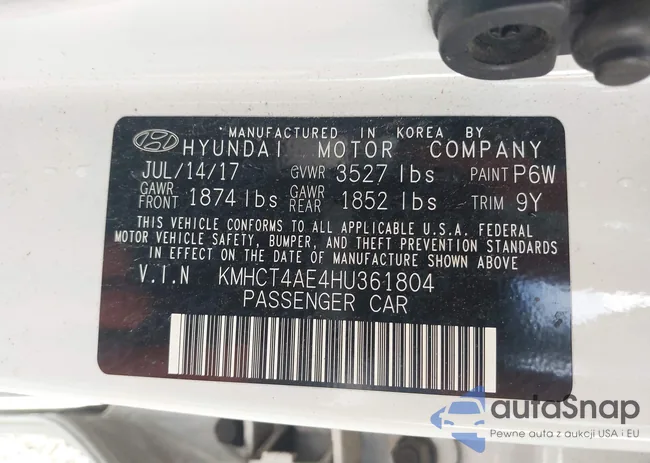 MANUFACTURED IN KOREA BY
HYUNDAI MOTOR COMPANY
JUL/14/17 GVWR 3527 lbs PAINT P6W
GAWR FRONT 1874 lbs GAWR REAR 1852 lbs TRIM 9Y
THIS VEHICLE CONFORMS TO ALL APPLICABLE U.S.A. FEDERAL
MOTOR VEHICLE SAFETY, BUMPER, AND THEFT PREVENTION STANDARDS
IN EFFECT ON THE DATE OF MANUFACTURE SHOWN ABOVE
V.I.N KMHCT4AE4HU361804
PASSENGER CAR
autaSnap
Pewne auta z aukcji USA i EU